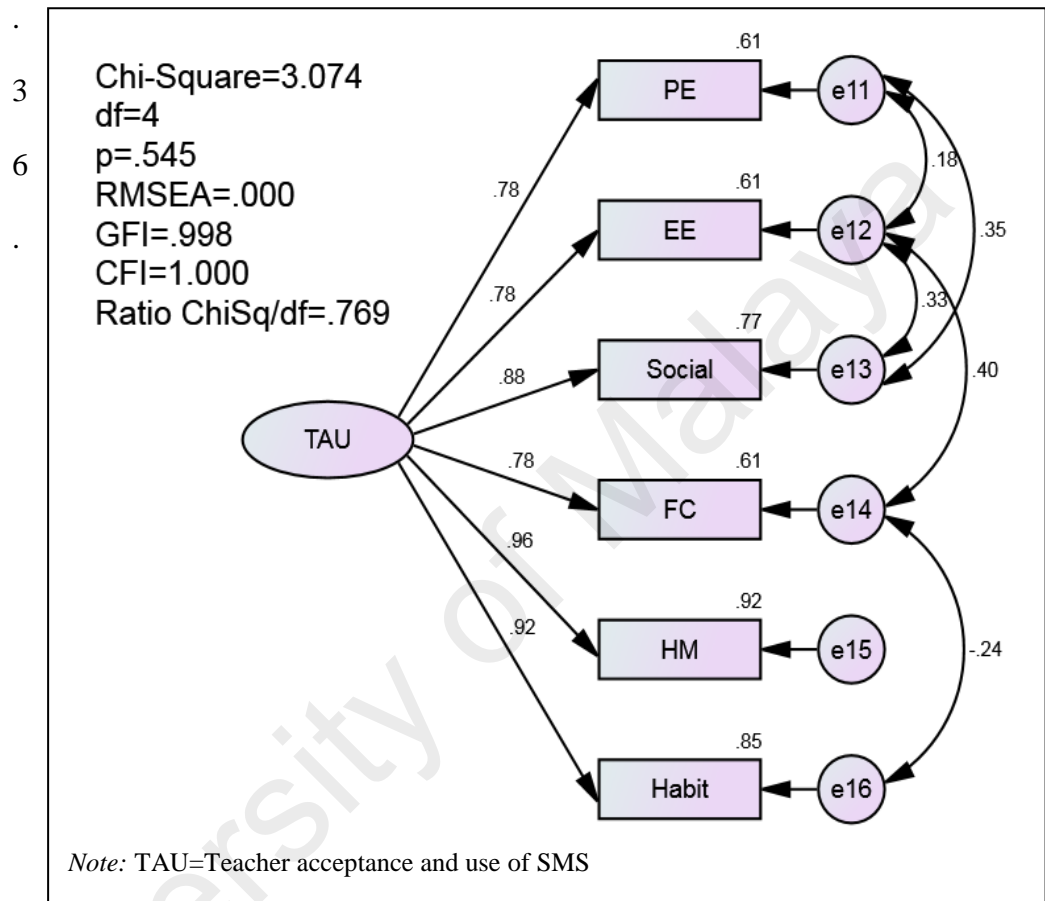 .
3
6
.
Chi-Square=3.074
df=4
p=.545
RMSEA=.000
GFI=.998
CFI=1.000
Ratio ChiSq/df=.769
TAU
.78
.78
.88
.78
.96
.92
.61
PE
e11
.61
EE
e12
.77
Social
e13
.61
FC
e14
.92
HM
e15
.85
Habit
e16
.18
.35
.33
.40
-.24
Note: TAU=Teacher acceptance and use of SMS
ersity of Malaya